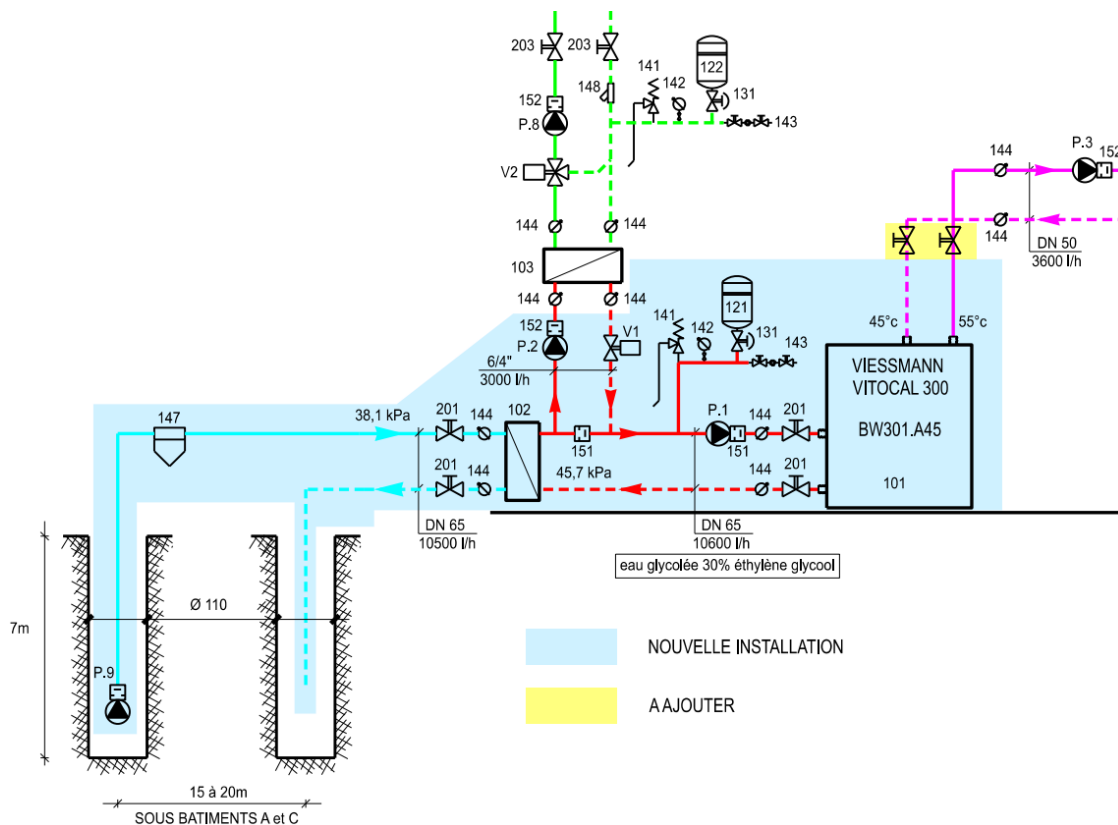 203
203
141
142
122
131
148
143
152
P.8
V2
144
P.3
152
144
144
144
DN 50
3600 l/h
103
144
144
152
P.2
V1
141
142
121
131
143
45°c
55°c
6/4"
3000 l/h
VIESSMANN
VITOCAL 300
BW301.A45
101
147
38,1 kPa
201
144
102
151
P.1
144
201
151
201
144
45,7 kPa
144
201
DN 65
10500 l/h
DN 65
10600 l/h
eau glycolée 30% éthylène glycool
7m
Ø 110
P.9
NOUVELLE INSTALLATION
A AJOUTER
15 à 20m
SOUS BATIMENTS A et C